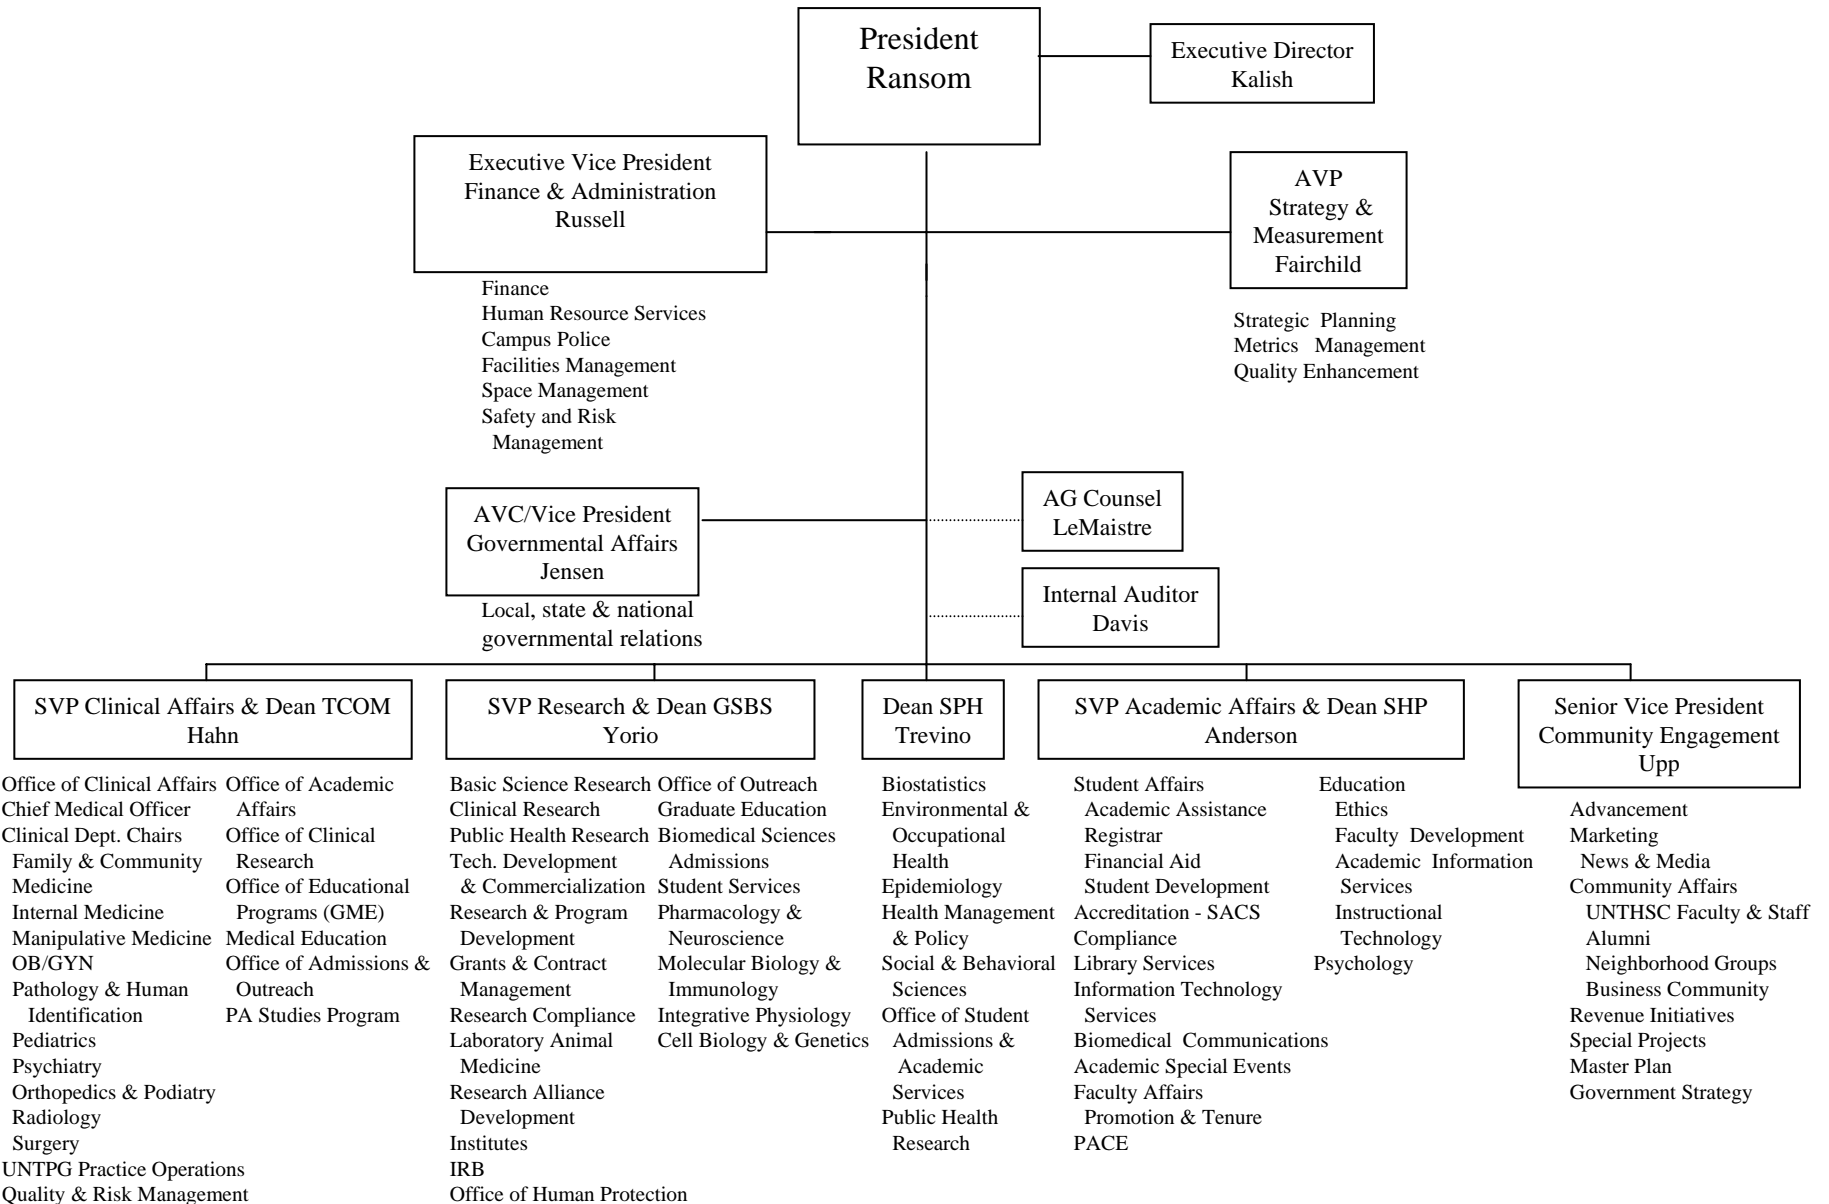 President
Ransom
Executive Director
Kalish
Executive Vice President
Finance & Administration
Russell
AVP
Strategy &
Measurement
Fairchild
Finance
Human Resource Services
Campus Police
Facilities Management
Space Management
Safety and Risk
Management
Strategic Planning
Metrics Management
Quality Enhancement
AVC/Vice President
Governmental Affairs
Jensen
Local, state & national
governmental relations
AG Counsel
LeMaistre
Internal Auditor
Davis
SVP Clinical Affairs & Dean TCOM
Hahn
Office of Clinical Affairs
Chief Medical Officer
Clinical Dept. Chairs
Family & Community
Medicine
Internal Medicine
Manipulative Medicine
OB/GYN
Pathology & Human
Identification
Pediatrics
Psychiatry
Orthopedics & Podiatry
Radiology
Surgery
UNTPG Practice Operations
Quality & Risk Management
Office of Academic
Affairs
Office of Clinical
Research
Office of Educational
Programs (GME)
Medical Education
Office of Admissions &
Outreach
PA Studies Program
SVP Research & Dean GSBS
Yorio
Basic Science Research
Clinical Research
Public Health Research
Tech. Development
& Commercialization
Research & Program
Development
Grants & Contract
Management
Research Compliance
Laboratory Animal
Medicine
Research Alliance
Development
Institutes
IRB
Office of Human Protection
Office of Outreach
Graduate Education
Biomedical Sciences
Admissions
Student Services
Pharmacology &
Neuroscience
Molecular Biology &
Immunology
Integrative Physiology
Cell Biology & Genetics
Dean SPH
Trevino
Biostatistics
Environmental &
Occupational
Health
Epidemiology
Health Management
& Policy
Social & Behavioral
Sciences
Office of Student
Admissions &
Academic
Services
Public Health
Research
SVP Academic Affairs & Dean SHP
Anderson
Student Affairs
Academic Assistance
Registrar
Financial Aid
Student Development
Accreditation - SACS
Compliance
Library Services
Information Technology
Services
Biomedical Communications
Academic Special Events
Faculty Affairs
Promotion & Tenure
PACE
Education
Ethics
Faculty Development
Academic Information
Services
Instructional
Technology
Psychology
Senior Vice President
Community Engagement
Upp
Advancement
Marketing
News & Media
Community Affairs
UNTHSC Faculty & Staff
Alumni
Neighborhood Groups
Business Community
Revenue Initiatives
Special Projects
Master Plan
Government Strategy